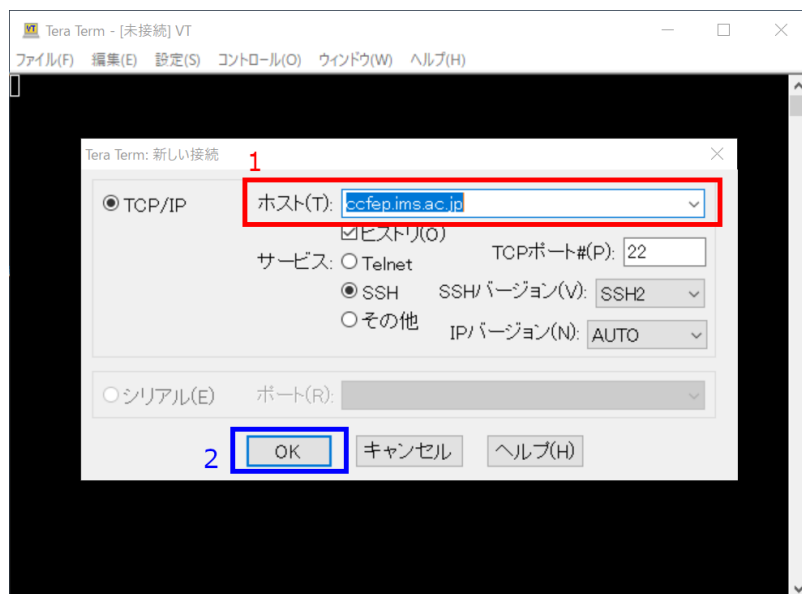 Tera Term - [未接続] VT
ファイル(F) 編集(E) 設定(S) コントロール(O) ウィンドウ(W) ヘルプ(H)
Tera Term: 新しい接続
1
TCP/IP ホスト(T): ccfep.ims.ac.jp
ヒストリ(O)
サービス: Telnet TCPポート#(P): 22
SSH SSHバージョン(V): SSH2
その他 IPバージョン(N): AUTO
シリアル(E) ポート(R):
2 OK キャンセル ヘルプ(H)